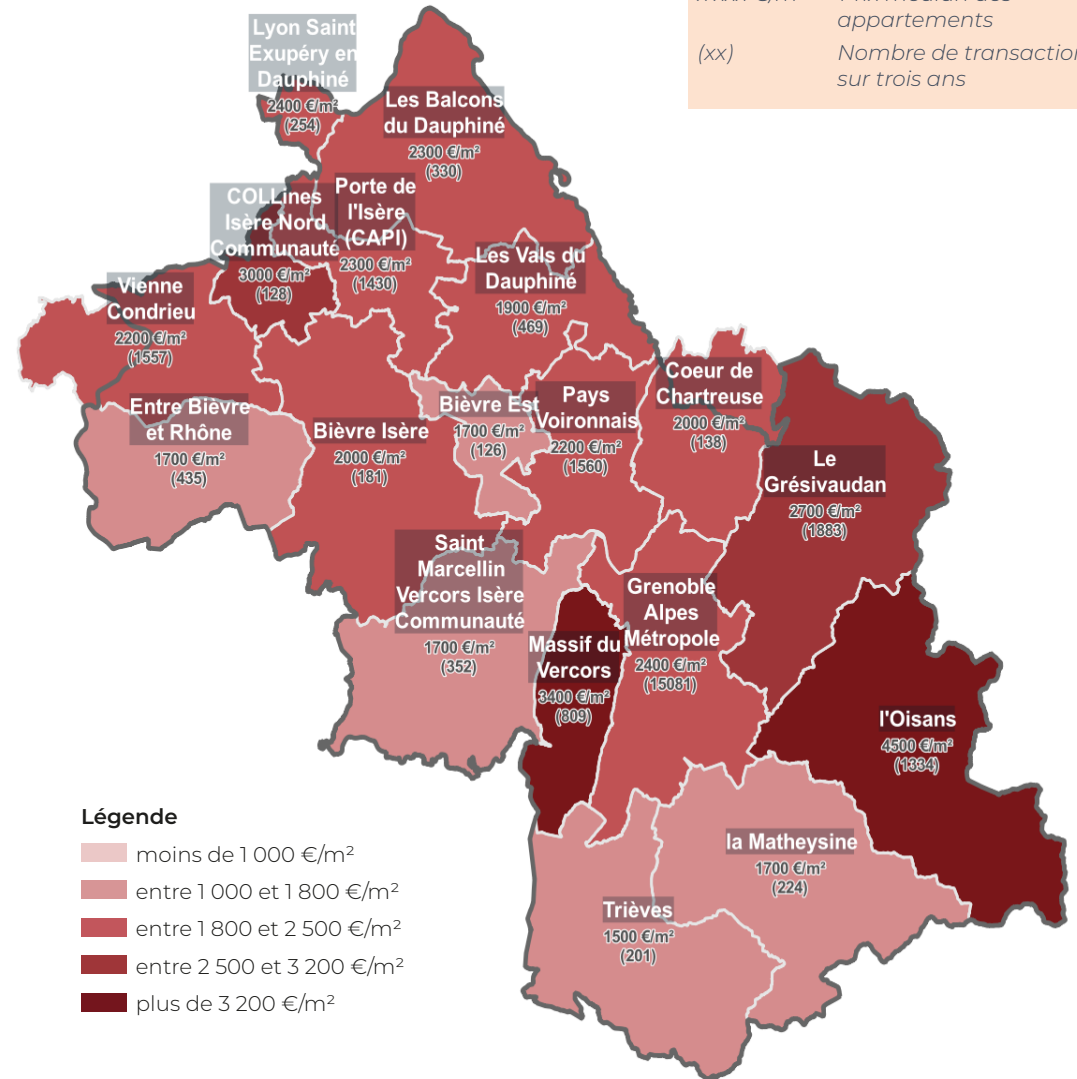 appartements
(xx) Nombre de transaction
sur trois ans
Lyon Saint
Exupéry en
Dauphiné
2400 €/m²
(254)
Les Balcons
du Dauphiné
2300 €/m²
(330)
COLLines
Isère Nord
Communauté
3000 €/m²
(128)
Porte de
l'Isère
(CAPI)
2300 €/m²
(1430)
Les Vals du
Dauphiné
1900 €/m²
(469)
Vienne
Condrieu
2200 €/m²
(1557)
Entre Bièvre
et Rhône
1700 €/m²
(435)
Bièvre Isère
2000 €/m²
(181)
Bièvre Est
1700 €/m²
(126)
Pays
Voironnais
2200 €/m²
(1560)
Coeur de
Chartreuse
2000 €/m²
(138)
Le
Grésivaudan
2700 €/m²
(1883)
Saint
Marcellin
Vercors Isère
Communauté
1700 €/m²
(352)
Massif du
Vercors
3400 €/m²
(809)
Grenoble
Alpes
Métropole
2400 €/m²
(15081)
l'Oisans
4500 €/m²
(1334)
la Matheysine
1700 €/m²
(224)
Trièves
1500 €/m²
(201)
Légende
moins de 1 000 €/m²
entre 1 000 et 1 800 €/m²
entre 1 800 et 2 500 €/m²
entre 2 500 et 3 200 €/m²
plus de 3 200 €/m²